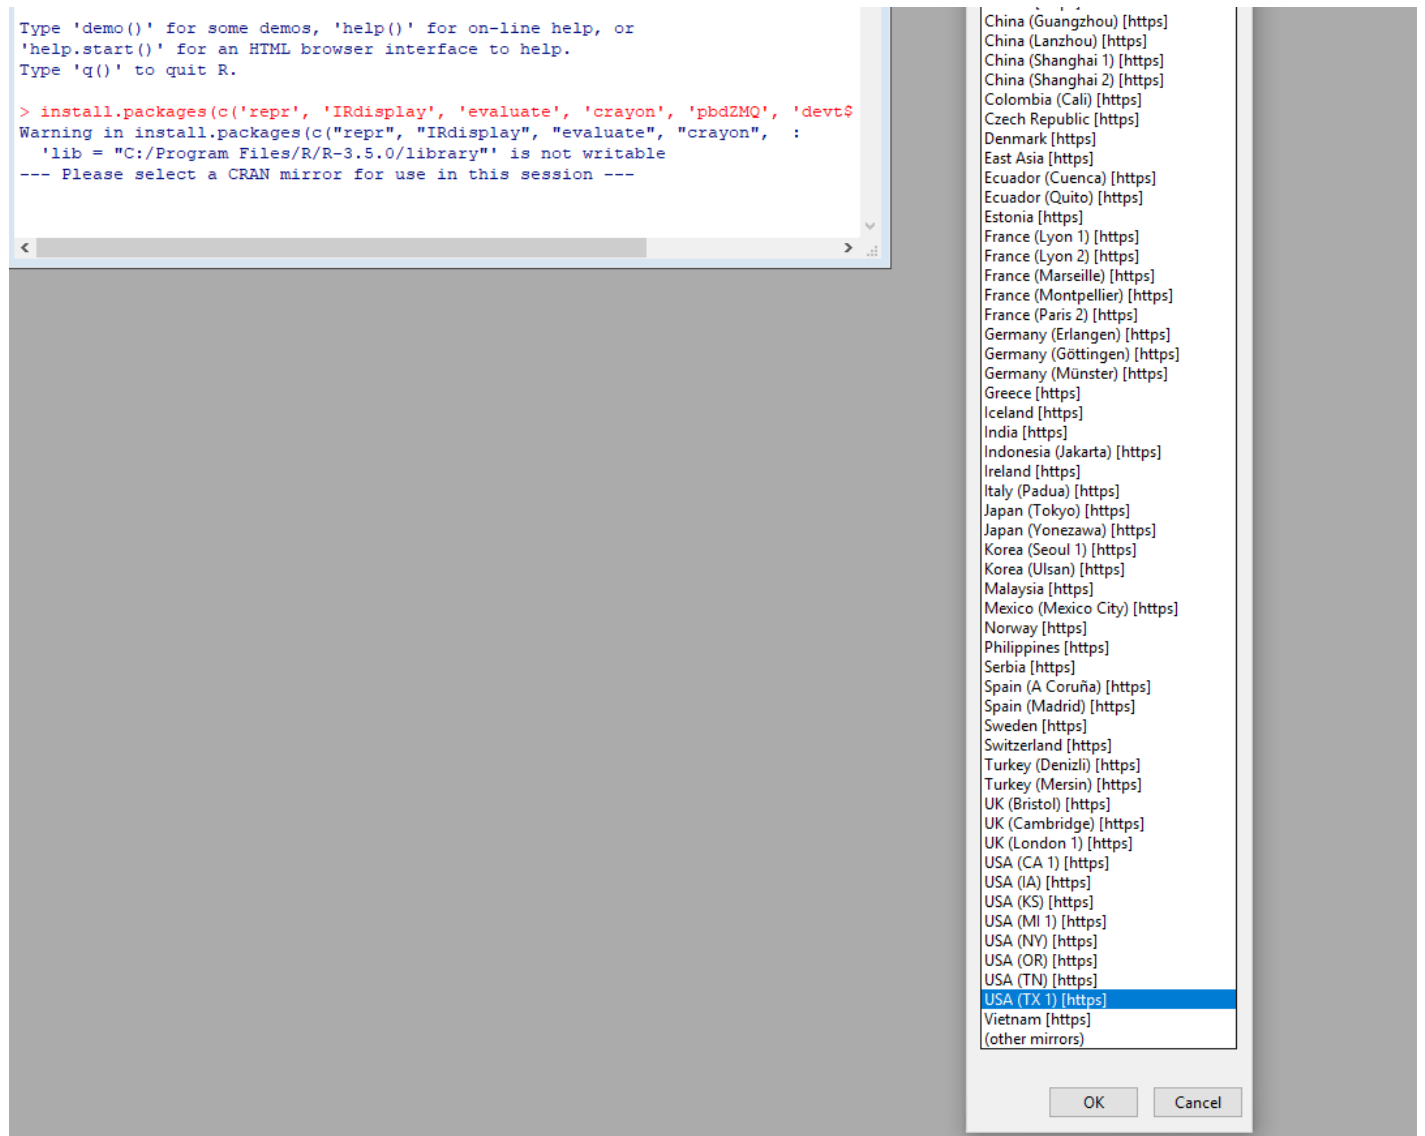 Type 'demo()' for some demos, 'help()' for on-line help, or
'help.start()' for an HTML browser interface to help.
Type 'q()' to quit R.
> install.packages(c('repr', 'IRdisplay', 'evaluate', 'crayon', 'pbdZMQ', 'devt$
Warning in install.packages(c("repr", "IRdisplay", "evaluate", "crayon",  :
  'lib = "C:/Program Files/R/R-3.5.0/library"' is not writable
--- Please select a CRAN mirror for use in this session ---
China (Guangzhou) [https]
China (Lanzhou) [https]
China (Shanghai 1) [https]
China (Shanghai 2) [https]
Colombia (Cali) [https]
Czech Republic [https]
Denmark [https]
East Asia [https]
Ecuador (Cuenca) [https]
Ecuador (Quito) [https]
Estonia [https]
France (Lyon 1) [https]
France (Lyon 2) [https]
France (Marseille) [https]
France (Montpellier) [https]
France (Paris 2) [https]
Germany (Erlangen) [https]
Germany (Göttingen) [https]
Germany (Münster) [https]
Greece [https]
Iceland [https]
India [https]
Indonesia (Jakarta) [https]
Ireland [https]
Italy (Padua) [https]
Japan (Tokyo) [https]
Japan (Yonezawa) [https]
Korea (Seoul 1) [https]
Korea (Ulsan) [https]
Malaysia [https]
Mexico (Mexico City) [https]
Norway [https]
Philippines [https]
Serbia [https]
Spain (A Coruña) [https]
Spain (Madrid) [https]
Sweden [https]
Switzerland [https]
Turkey (Denizli) [https]
Turkey (Mersin) [https]
UK (Bristol) [https]
UK (Cambridge) [https]
UK (London 1) [https]
USA (CA 1) [https]
USA (IA) [https]
USA (KS) [https]
USA (MI 1) [https]
USA (NY) [https]
USA (OR) [https]
USA (TN) [https]
USA (TX 1) [https]
Vietnam [https]
(other mirrors)
OK
Cancel